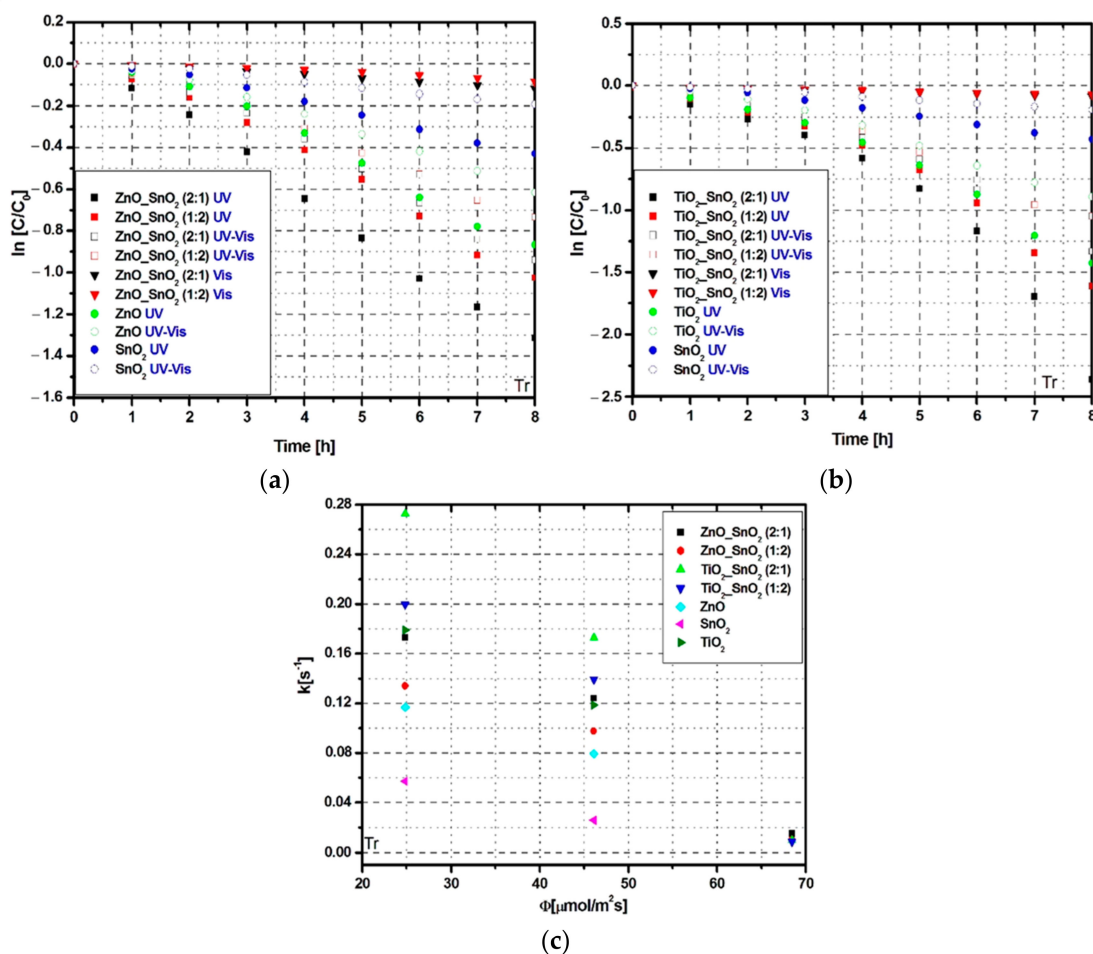 0.2
0.0
−0.2
−0.4
−0.6
−0.8
−1.0
−1.2
−1.4
−1.6
ln [C/C₀]
ZnO_SnO₂ (2:1) UV
ZnO_SnO₂ (1:2) UV
ZnO_SnO₂ (2:1) UV-Vis
ZnO_SnO₂ (1:2) UV-Vis
ZnO_SnO₂ (2:1) Vis
ZnO_SnO₂ (1:2) Vis
ZnO UV
ZnO UV-Vis
SnO₂ UV
SnO₂ UV-Vis
Tr
0 1 2 3 4 5 6 7 8
Time [h]
(a)
0.5
0.0
−0.5
−1.0
−1.5
−2.0
−2.5
ln [C/C₀]
TiO₂_SnO₂ (2:1) UV
TiO₂_SnO₂ (1:2) UV
TiO₂_SnO₂ (2:1) UV-Vis
TiO₂_SnO₂ (1:2) UV-Vis
TiO₂_SnO₂ (2:1) Vis
TiO₂_SnO₂ (1:2) Vis
TiO₂ UV
TiO₂ UV-Vis
SnO₂ UV
SnO₂ UV-Vis
Tr
0 1 2 3 4 5 6 7 8
Time [h]
(b)
0.28
0.24
0.20
0.16
0.12
0.08
0.04
0.00
k[s⁻¹]
ZnO_SnO₂ (2:1)
ZnO_SnO₂ (1:2)
TiO₂_SnO₂ (2:1)
TiO₂_SnO₂ (1:2)
ZnO
SnO₂
TiO₂
Tr
20 30 40 50 60 70
Φ[μmol/m²s]
(c)